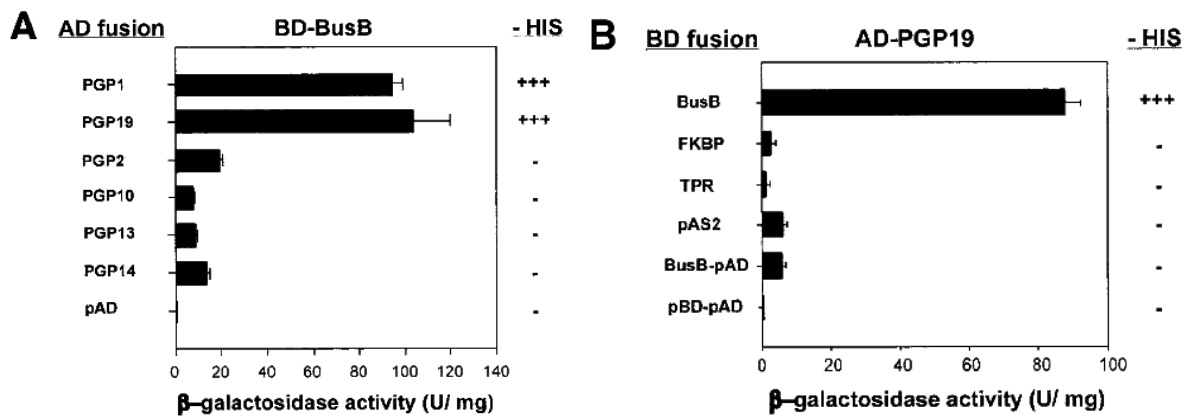 A AD fusion BD-BusB - HIS
PGP1 +++
PGP19 +++
PGP2 -
PGP10 -
PGP13 -
PGP14 -
pAD -
0 20 40 60 80 100 120 140
β-galactosidase activity (U/ mg)
B BD fusion AD-PGP19 - HIS
BusB +++
FKBP -
TPR -
pAS2 -
BusB-pAD -
pBD-pAD -
0 20 40 60 80 100
β-galactosidase activity (U/ mg)